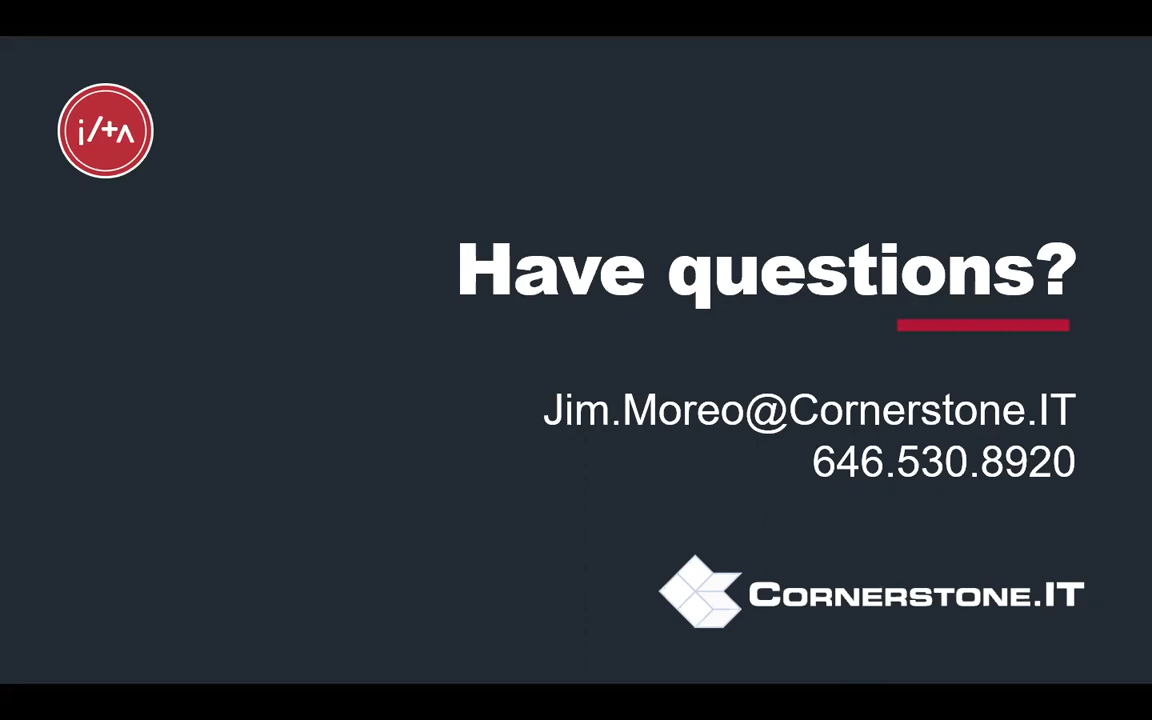 i/+Λ
Have questions?
Jim.Moreo@Cornerstone.IT
646.530.8920
CORNERSTONE.IT